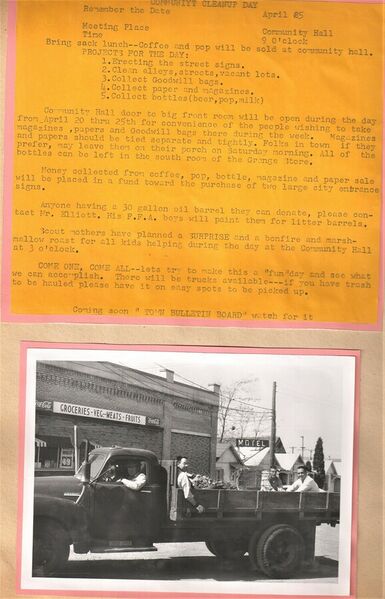 COMMUNITY CLEANUP DAY
Remember the Date April 25
Meeting Place Community Hall
Time 9 O'clock
Bring sack lunch--Coffee and pop will be sold at community hall.
PROJECTS FOR THE DAY:
1.Erecting the street signs.
2.Clean alleys,streets,vacant lots.
3.Collect Goodwill bags.
4.Collect paper and magazines.
5.Collect bottles(beer,pop,milk)
Community Hall door to big front room will be open during the day
from April 20 thru 25th for convenience of the people wishing to take
magazines ,pupers and Goodwill bags there during the week. Magazines
and papers should be tied separate and tightly. Folks in town if they
prefer, may leave them on their porch on Saturday morning. All of the
bottles can be left in the south room of the Grange Store.
Money collected from coffee, pop, bottle, magazine and paper sale
will be placed in a fund toward the purchase of two large city entrance
signs.
Anyone having a 30 gallon oil barrel they can donate, please con-
tact Mr. Elliott. His F.F.A. boys will paint them for litter barrels.
Scout mothers have planned a SURPRISE and a bonfire and marsh-
mallow roast for all kids helping during the day at the Community Hall
at 3 o'clock.
COME ONE, COME ALL--lets try to make this a "fun"day and see what
we can accomplish. There will be trucks available---if you have trash
to be hauled please have it on easy spots to be picked up.
Coming soon " TOWN BULLETIN BOARD" watch for it
GROCERIES-VEG-MEATS-FRUITS
Coca-Cola
MOTEL